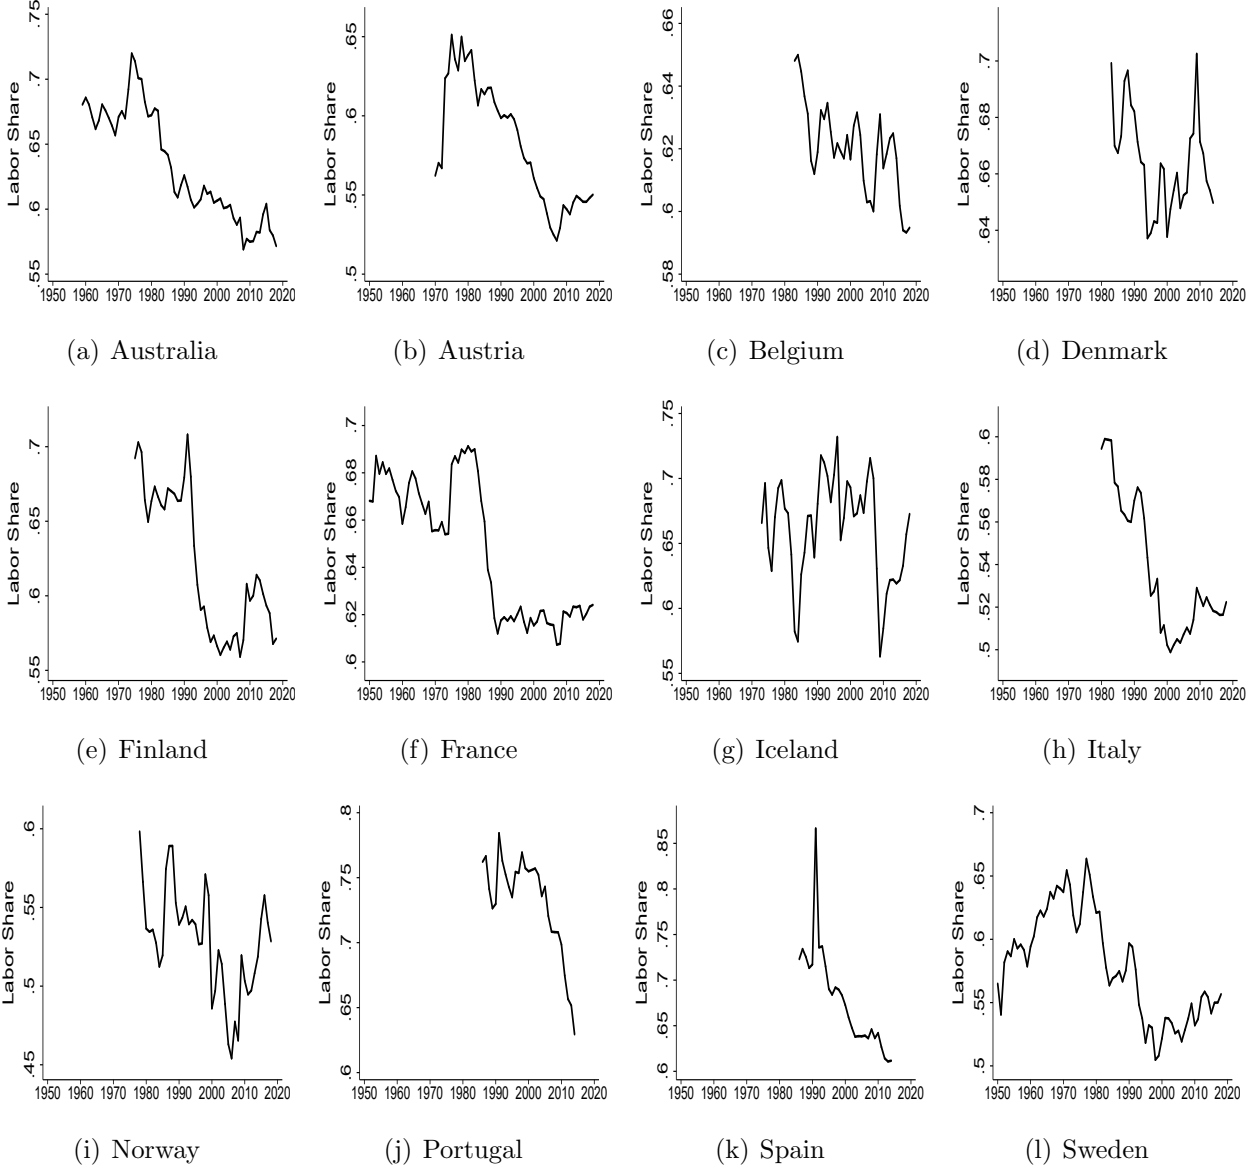 .55 .6 .65 .7 .75
Labor Share
1950 1960 1970 1980 1990 2000 2010 2020
(a) Australia
.5 .55 .6 .65
Labor Share
1950 1960 1970 1980 1990 2000 2010 2020
(b) Austria
.58 .6 .62 .64 .66
Labor Share
1950 1960 1970 1980 1990 2000 2010 2020
(c) Belgium
.64 .66 .68 .7
Labor Share
1950 1960 1970 1980 1990 2000 2010 2020
(d) Denmark
.55 .6 .65 .7
Labor Share
1950 1960 1970 1980 1990 2000 2010 2020
(e) Finland
.6 .62 .64 .66 .68 .7
Labor Share
1950 1960 1970 1980 1990 2000 2010 2020
(f) France
.55 .6 .65 .7 .75
Labor Share
1950 1960 1970 1980 1990 2000 2010 2020
(g) Iceland
.5 .52 .54 .56 .58 .6
Labor Share
1950 1960 1970 1980 1990 2000 2010 2020
(h) Italy
.45 .5 .55 .6
Labor Share
1950 1960 1970 1980 1990 2000 2010 2020
(i) Norway
.6 .65 .7 .75 .8
Labor Share
1950 1960 1970 1980 1990 2000 2010 2020
(j) Portugal
.6 .65 .7 .75 .8 .85
Labor Share
1950 1960 1970 1980 1990 2000 2010 2020
(k) Spain
.5 .55 .6 .65 .7
Labor Share
1950 1960 1970 1980 1990 2000 2010 2020
(l) Sweden